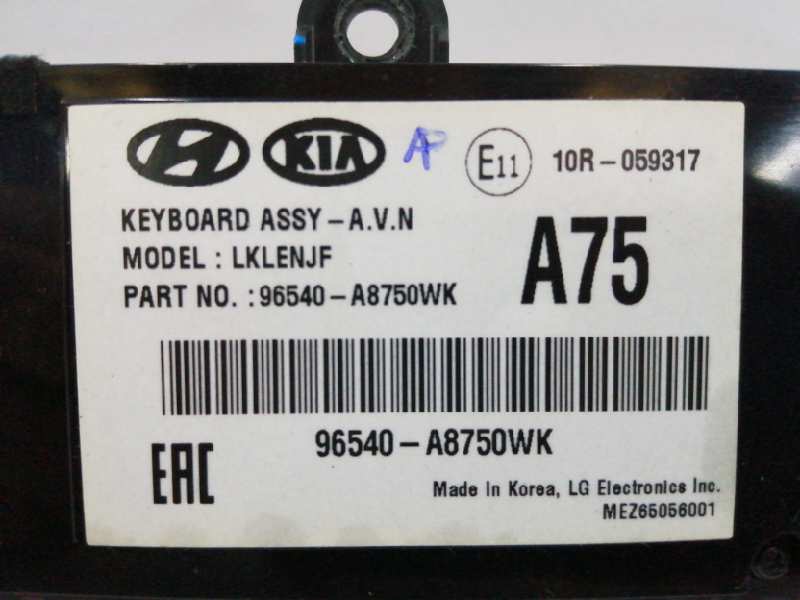 KIA AP E11 10R-059317
KEYBOARD ASSY-A.V.N
MODEL : LKLENJF
PART NO. : 96540-A8750WK
A75
96540-A8750WK
EAC
Made In Korea, LG Electronics Inc.
MEZ65056001